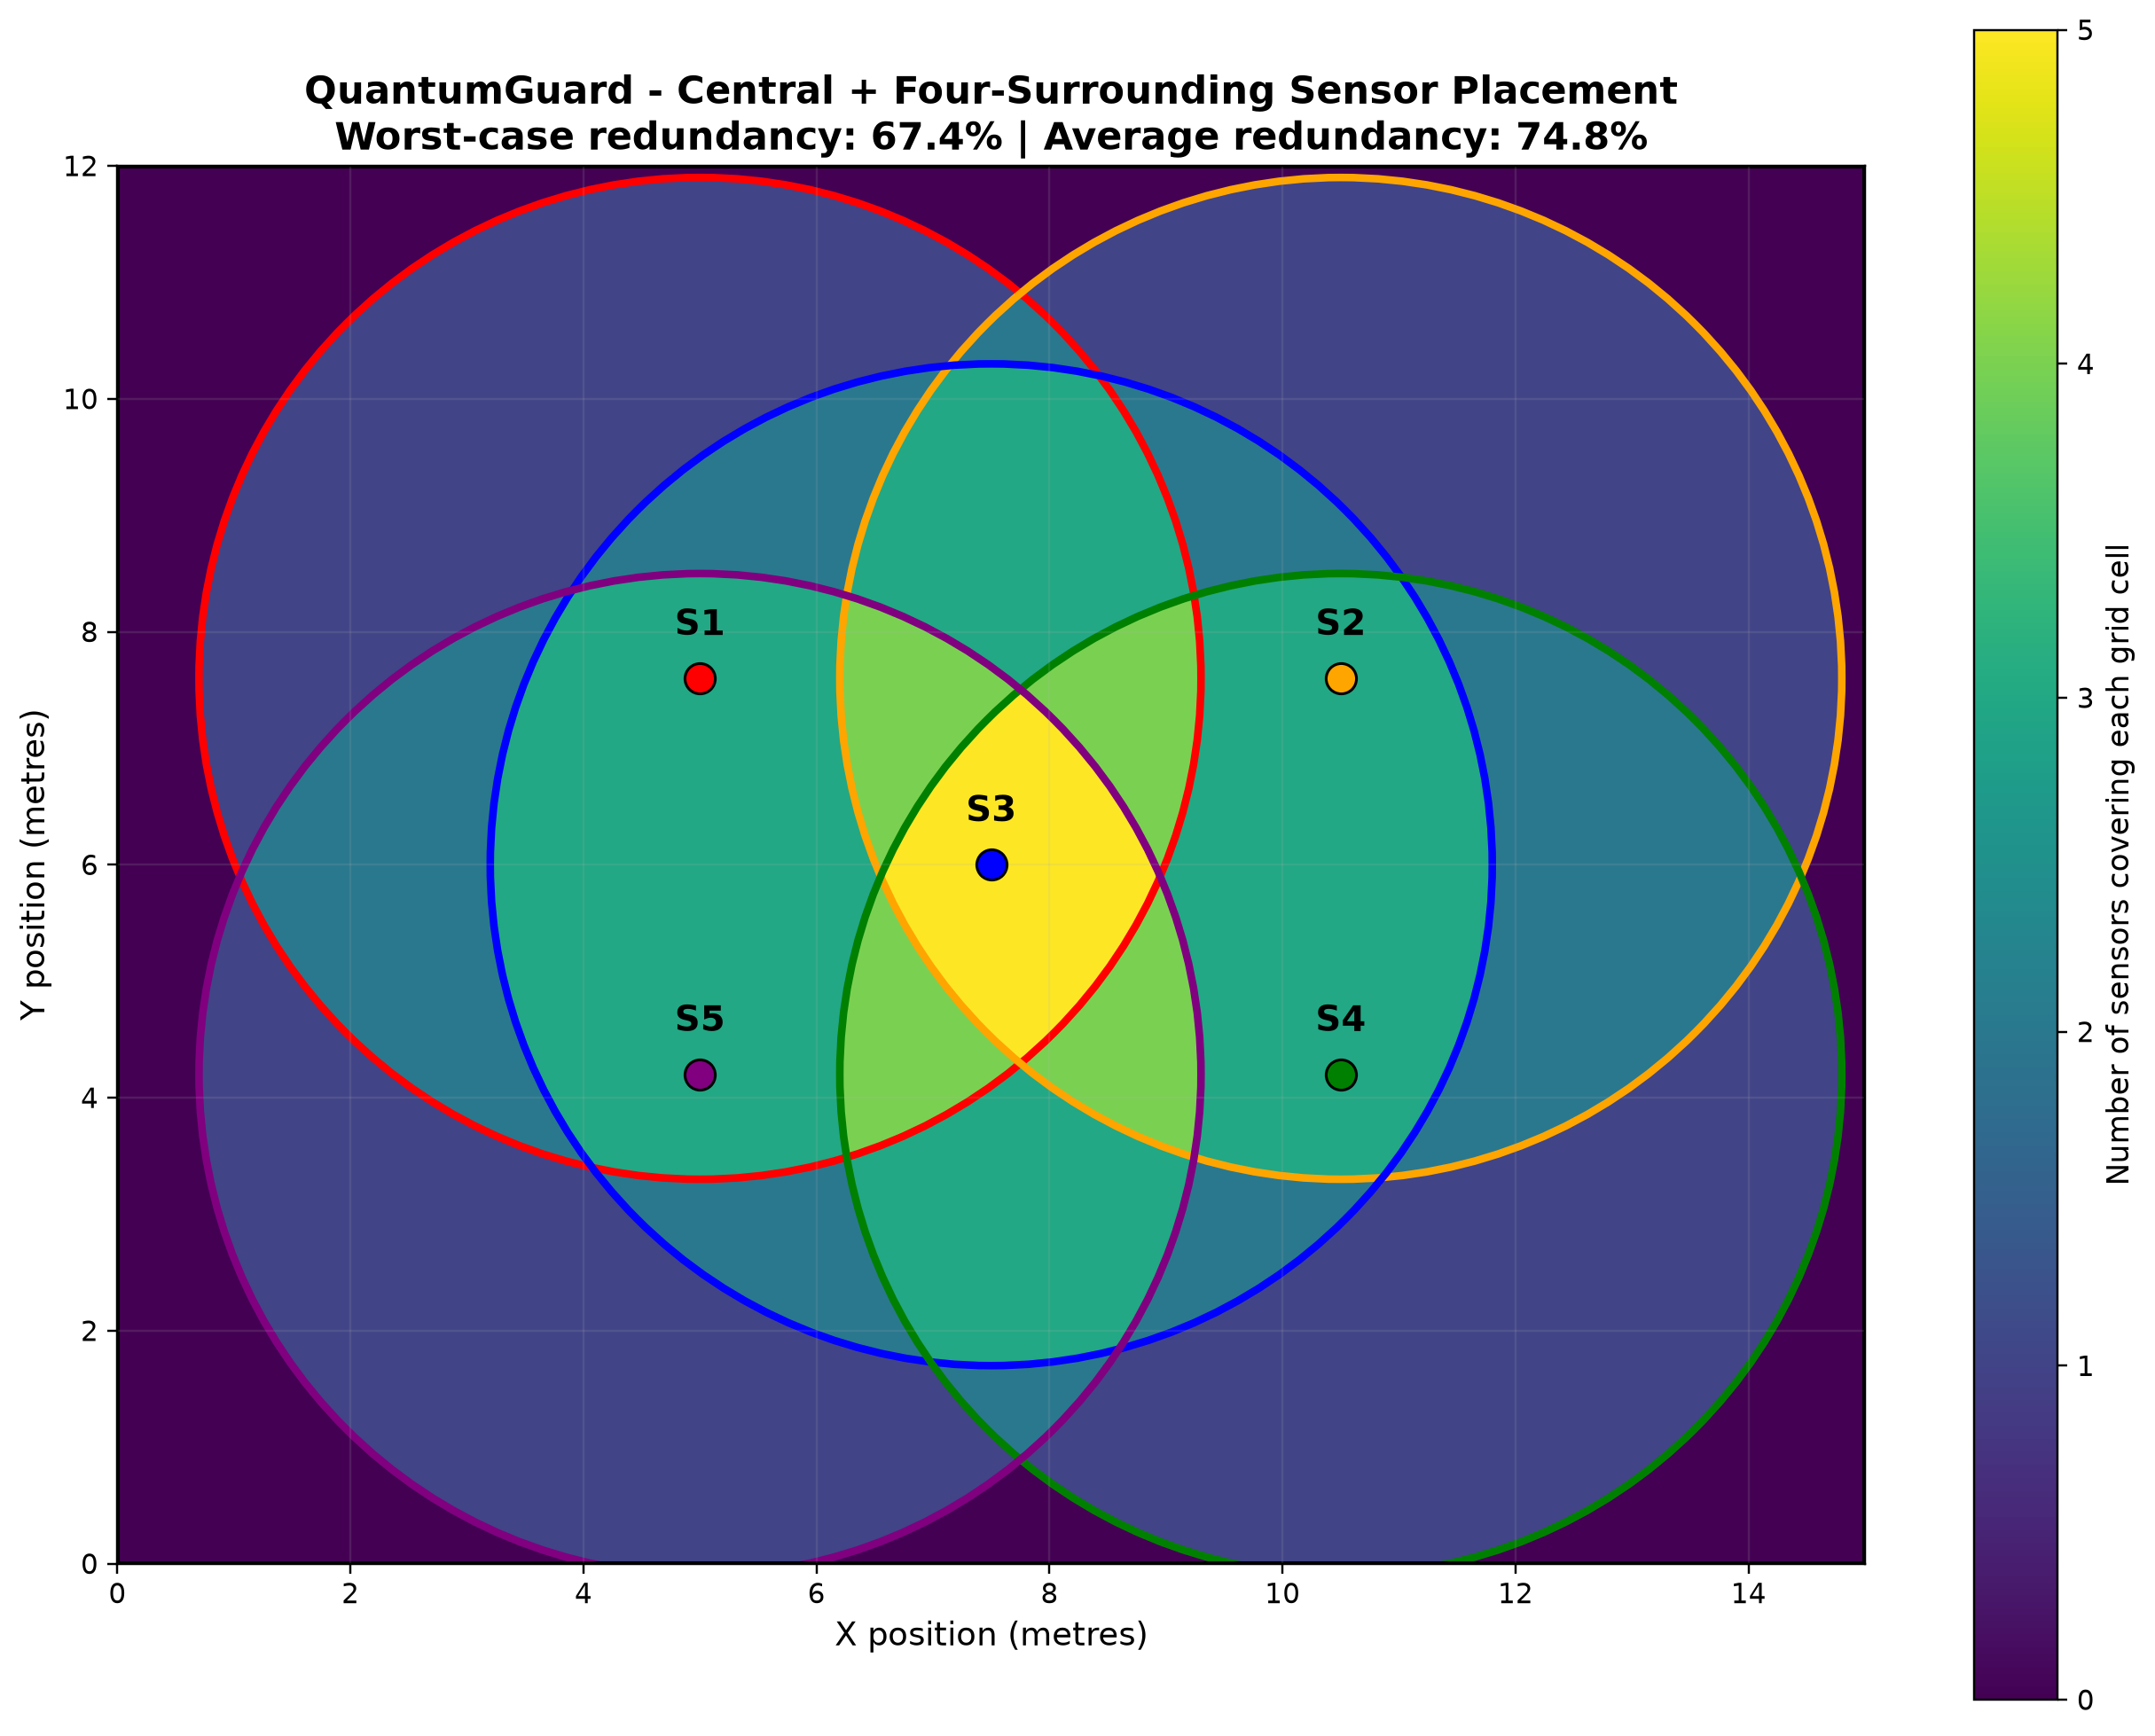 QuantumGuard - Central + Four-Surrounding Sensor Placement
Worst-case redundancy: 67.4% | Average redundancy: 74.8%
12
10
8
6
4
2
0
Y position (metres)
S1
S2
S3
S5
S4
0
2
4
6
8
10
12
14
X position (metres)
5
4
3
2
1
0
Number of sensors covering each grid cell